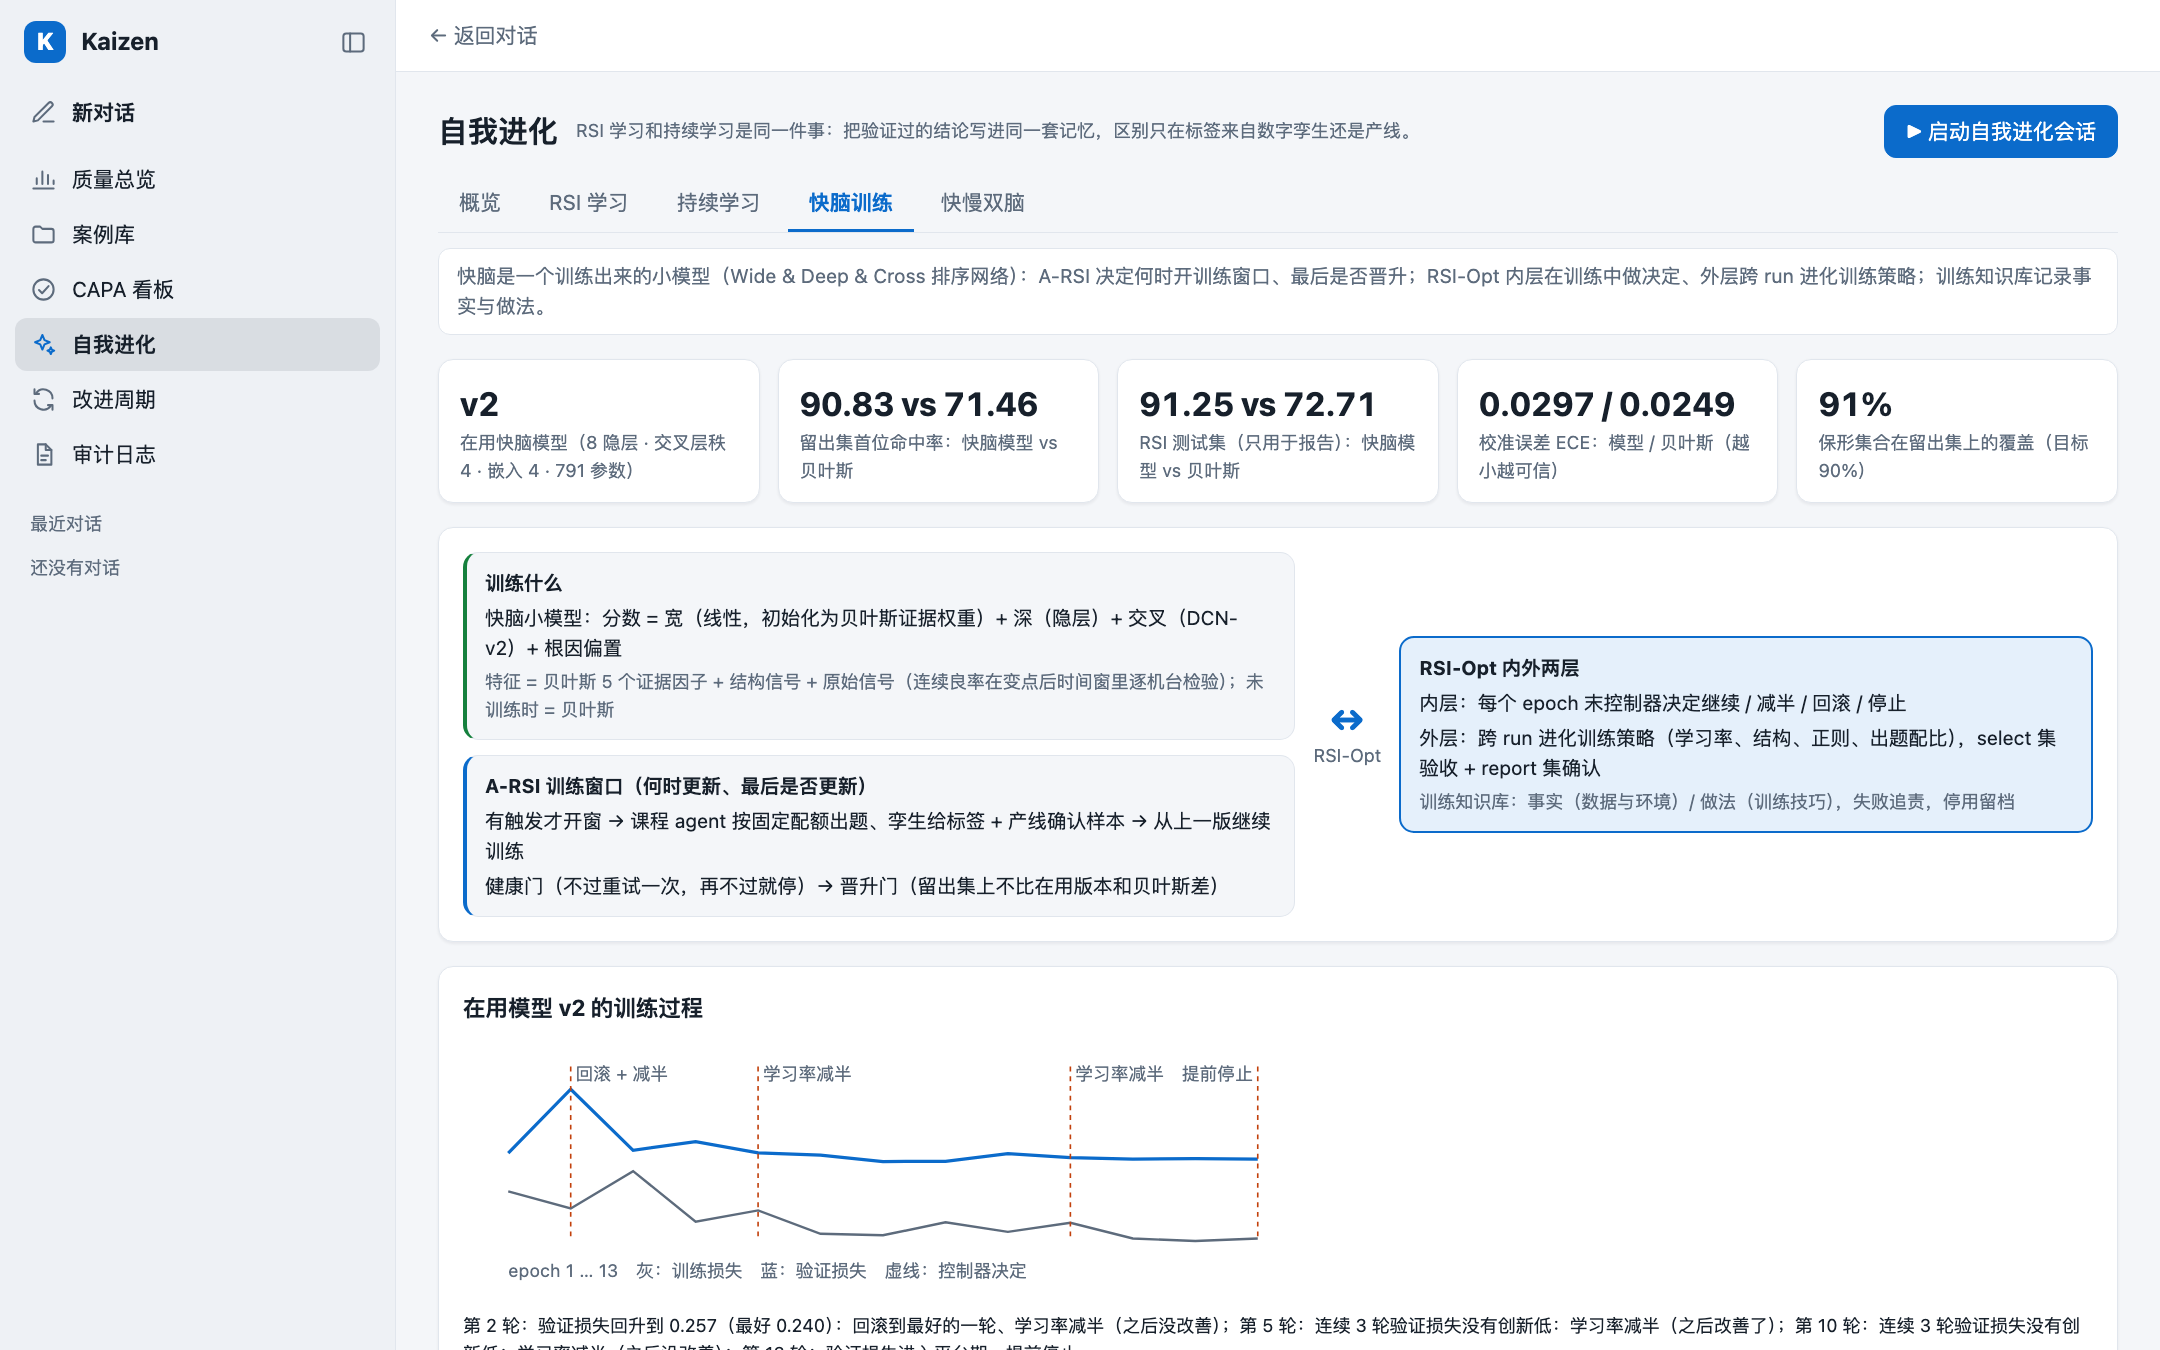 K
Kaizen
新对话
质量总览
案例库
CAPA 看板
自我进化
改进周期
审计日志
最近对话
还没有对话
← 返回对话
自我进化
RSI 学习和持续学习是同一件事：把验证过的结论写进同一套记忆，区别只在标签来自数字孪生还是产线。
▶ 启动自我进化会话
概览
RSI 学习
持续学习
快脑训练
快慢双脑
快脑是一个训练出来的小模型（Wide & Deep & Cross 排序网络）：A-RSI 决定何时开训练窗口、最后是否晋升；RSI-Opt 内层在训练中做决定、外层跨 run 进化训练策略；训练知识库记录事
实与做法。
v2
在用快脑模型（8 隐层 · 交叉层秩
4 · 嵌入 4 · 791 参数）
90.83 vs 71.46
留出集首位命中率：快脑模型 vs
贝叶斯
91.25 vs 72.71
RSI 测试集（只用于报告）：快脑模
型 vs 贝叶斯
0.0297 / 0.0249
校准误差 ECE：模型 / 贝叶斯（越
小越可信）
91%
保形集合在留出集上的覆盖（目标
90%）
训练什么
快脑小模型：分数 = 宽（线性，初始化为贝叶斯证据权重）+ 深（隐层）+ 交叉（DCN-
v2）+ 根因偏置
特征 = 贝叶斯 5 个证据因子 + 结构信号 + 原始信号（连续良率在变点后时间窗里逐机台检验）；未
训练时 = 贝叶斯
A-RSI 训练窗口（何时更新、最后是否更新）
有触发才开窗 → 课程 agent 按固定配额出题、孪生给标签 + 产线确认样本 → 从上一版继续
训练
健康门（不过重试一次，再不过就停）→ 晋升门（留出集上不比在用版本和贝叶斯差）
↔
RSI-Opt
RSI-Opt 内外两层
内层：每个 epoch 末控制器决定继续 / 减半 / 回滚 / 停止
外层：跨 run 进化训练策略（学习率、结构、正则、出题配比），select 集
验收 + report 集确认
训练知识库：事实（数据与环境）/ 做法（训练技巧），失败追责，停用留档
在用模型 v2 的训练过程
回滚 + 减半
学习率减半
学习率减半
提前停止
epoch 1 … 13 灰：训练损失 蓝：验证损失 虚线：控制器决定
第 2 轮：验证损失回升到 0.257（最好 0.240）：回滚到最好的一轮、学习率减半（之后没改善）；第 5 轮：连续 3 轮验证损失没有创新低：学习率减半（之后改善了）；第 10 轮：连续 3 轮验证损失没有创